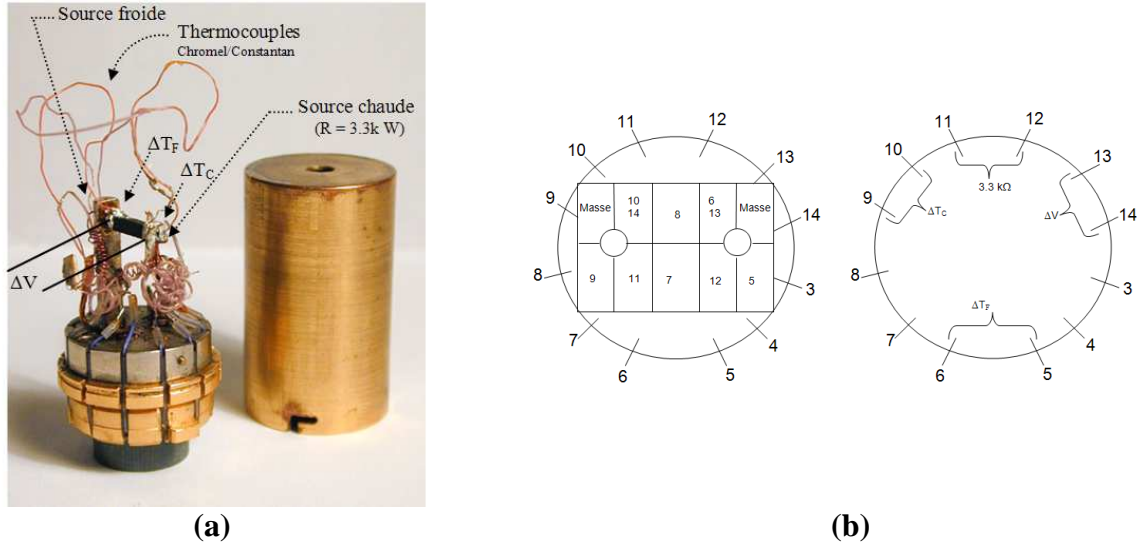 Source froide
Thermocouples
Chromel/Constantan
Source chaude
(R = 3.3k W)
ΔT_F
ΔT_C
ΔV
(a)
11
12
10
13
9
14
8
3
7
4
6
5
Masse
10
14
8
6
13
Masse
9
11
7
12
5
11
12
10
13
3.3 kΩ
9
ΔT_C
ΔV
14
8
3
ΔT_F
7
4
6
5
(b)